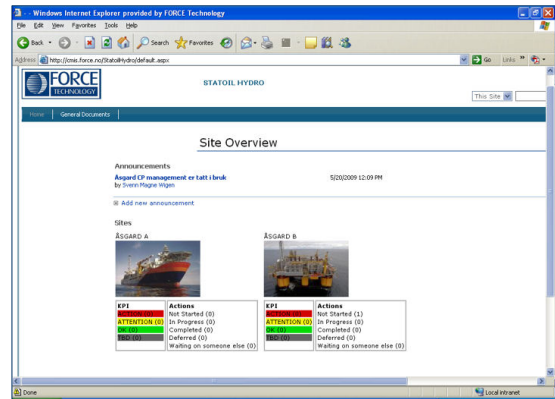 - - Windows Internet Explorer provided by FORCE Technology
File Edit View Favorites Tools Help
Back Search Favorites
Address http://cmis.force.no/StatoilHydro/default.aspx Go Links
FORCE
TECHNOLOGY
STATOIL HYDRO
This Site
Home General Documents
Site Overview
Announcements
Asgard CP management er tatt i bruk 5/20/2009 12:09 PM
by Svenn Magne Wigen
Add new announcement
Sites
ÅSGARD A ÅSGARD B
KPI Actions KPI Actions
ACTION (0) Not Started (0) ACTION (0) Not Started (1)
ATTENTION (0) In Progress (0) ATTENTION (0) In Progress (0)
OK (0) Completed (0) OK (0) Completed (0)
TBD (0) Deferred (0) TBD (0) Deferred (0)
Waiting on someone else (0) Waiting on someone else (0)
Done Local intranet